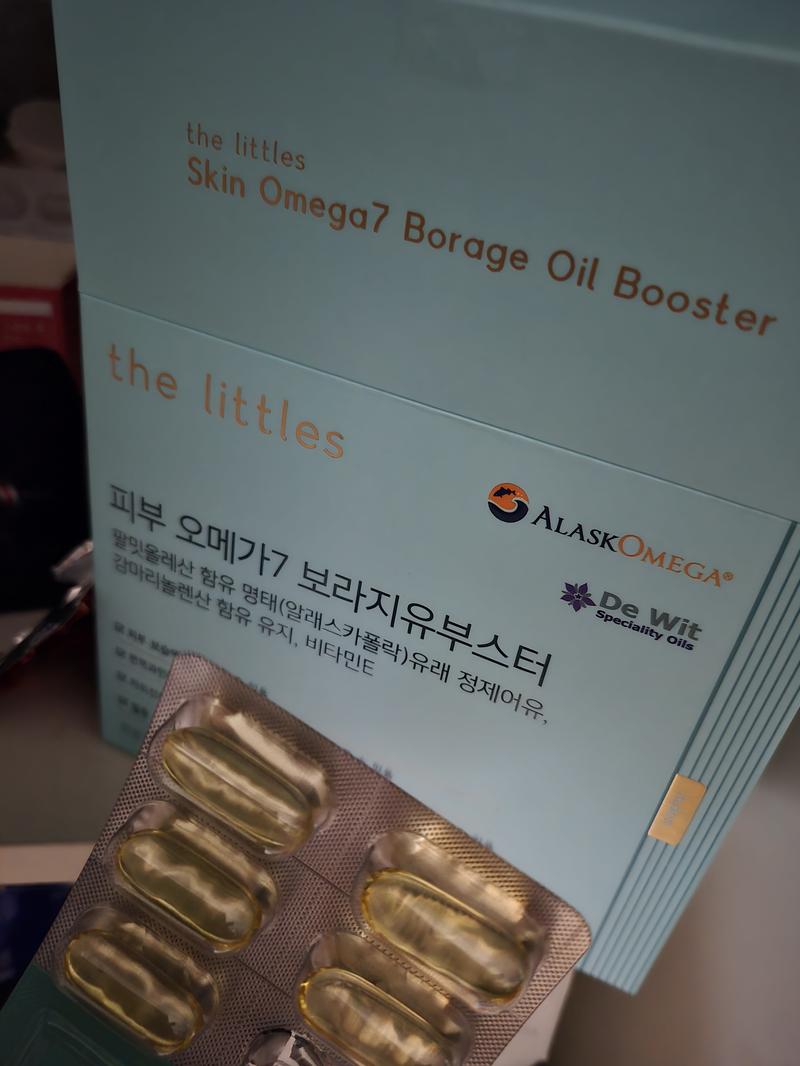 the littles
Skin Omega7 Borage Oil Booster
the littles
ALASKOMEGA®
De Wit
Speciality Oils
피부 오메가7 보라지유부스터
팔밋올레산 함유 명태(알래스카폴락)유래 정제어유,
감마리놀렌산 함유 유지, 비타민E